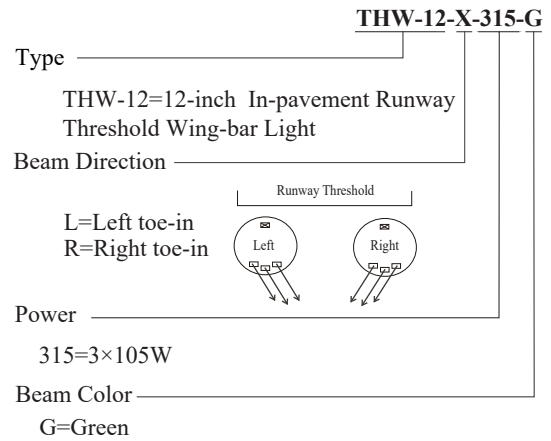 THW-12-X-315-G
Type
THW-12=12-inch In-pavement Runway
Threshold Wing-bar Light
Beam Direction
Runway Threshold
L=Left toe-in
R=Right toe-in
Left
Right
Power
315=3×105W
Beam Color
G=Green